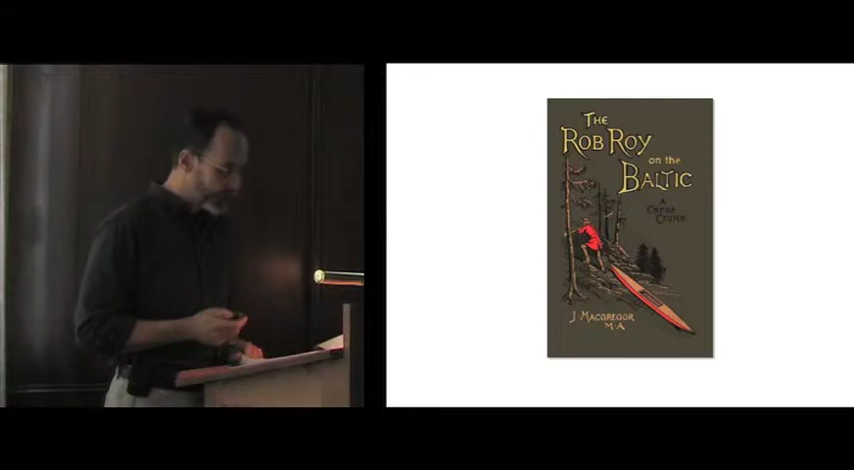 The
Rob Roy
on the
Baltic
A
Canoe
Cruise
J. MacGregor
M.A